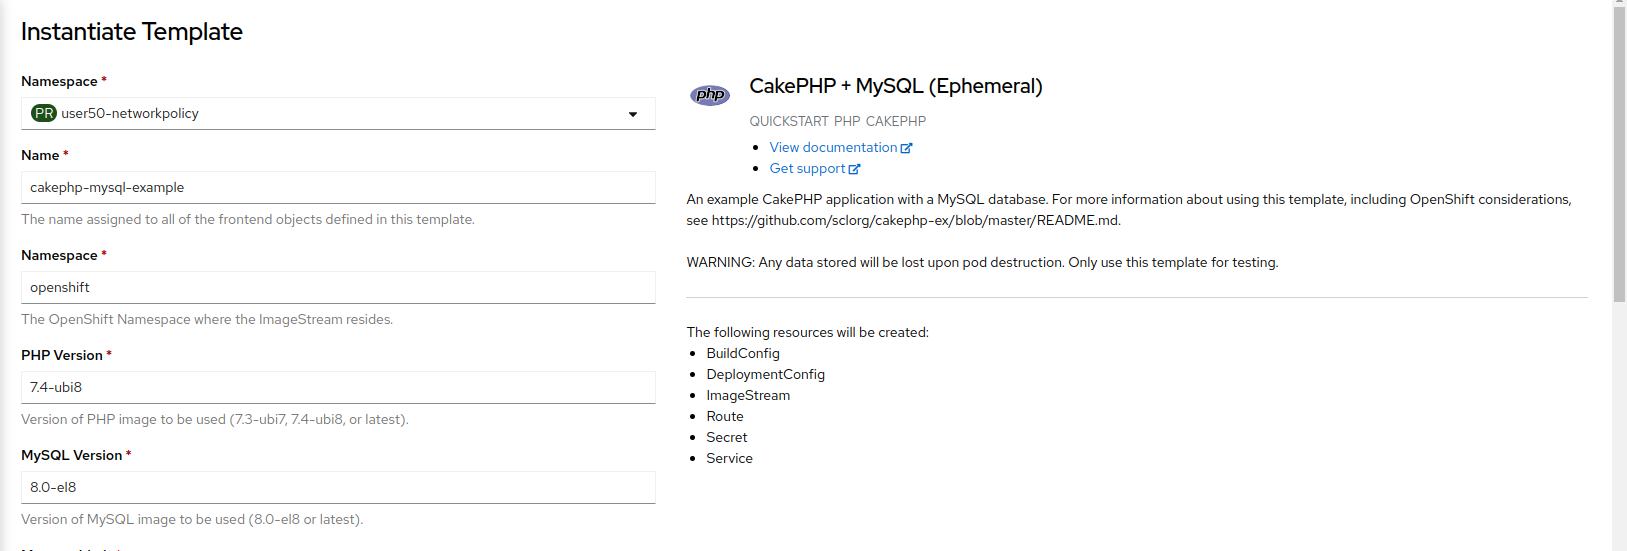 Instantiate Template
Namespace *
PR user50-networkpolicy
Name *
cakephp-mysql-example
The name assigned to all of the frontend objects defined in this template.
Namespace *
openshift
The OpenShift Namespace where the ImageStream resides.
PHP Version *
7.4-ubi8
Version of PHP image to be used (7.3-ubi7, 7.4-ubi8, or latest).
MySQL Version *
8.0-el8
Version of MySQL image to be used (8.0-el8 or latest).
php
CakePHP + MySQL (Ephemeral)
QUICKSTART PHP CAKEPHP
• View documentation
• Get support
An example CakePHP application with a MySQL database. For more information about using this template, including OpenShift considerations,
see https://github.com/sclorg/cakephp-ex/blob/master/README.md.
WARNING: Any data stored will be lost upon pod destruction. Only use this template for testing.
The following resources will be created:
• BuildConfig
• DeploymentConfig
• ImageStream
• Route
• Secret
• Service